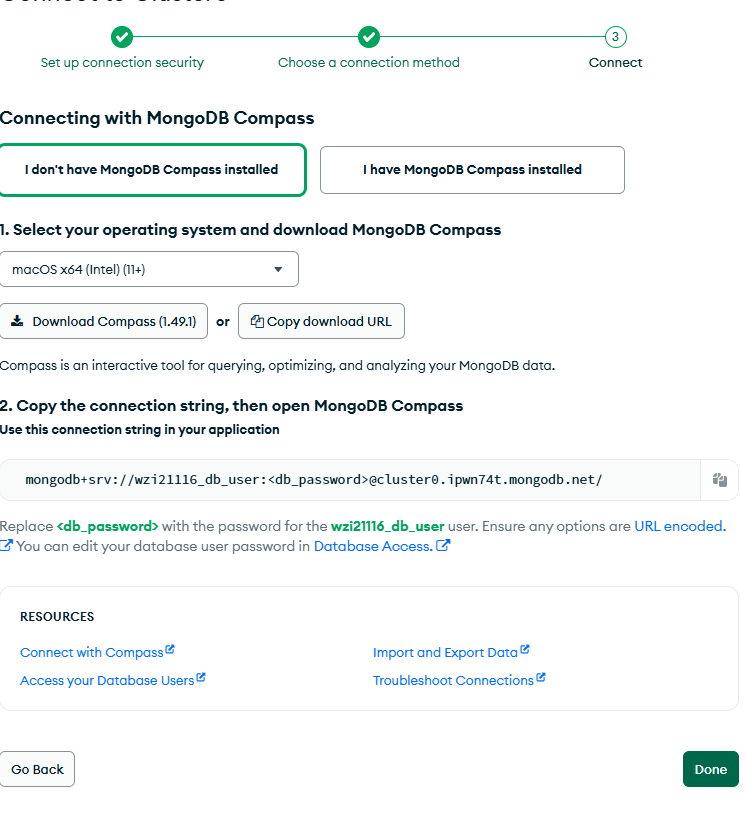 Connect to Clusters
3
Set up connection security
Choose a connection method
Connect
Connecting with MongoDB Compass
I don't have MongoDB Compass installed
I have MongoDB Compass installed
1. Select your operating system and download MongoDB Compass
macOS x64 (Intel) (11+)
Download Compass (1.49.1) or Copy download URL
Compass is an interactive tool for querying, optimizing, and analyzing your MongoDB data.
2. Copy the connection string, then open MongoDB Compass
Use this connection string in your application
mongodb+srv://wzi21116_db_user:<db_password>@cluster0.ipwn74t.mongodb.net/
Replace <db_password> with the password for the wzi21116_db_user user. Ensure any options are URL encoded.
You can edit your database user password in Database Access.
RESOURCES
Connect with Compass
Import and Export Data
Access your Database Users
Troubleshoot Connections
Go Back
Done